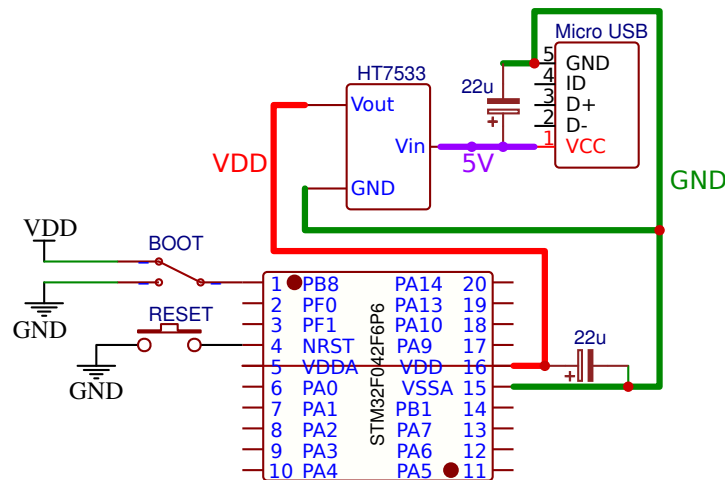 Micro USB
HT7533
5 GND
4 ID
3 D+
2 D-
1 VCC
22u
+
Vout
Vin
GND
5V
VDD
GND
VDD
BOOT
GND
RESET
GND
22u
+
STM32F042F6P6
1 PB8 PA14 20
2 PF0 PA13 19
3 PF1 PA10 18
4 NRST PA9 17
5 VDDA VDD 16
6 PA0 VSSA 15
7 PA1 PB1 14
8 PA2 PA7 13
9 PA3 PA6 12
10 PA4 PA5 11